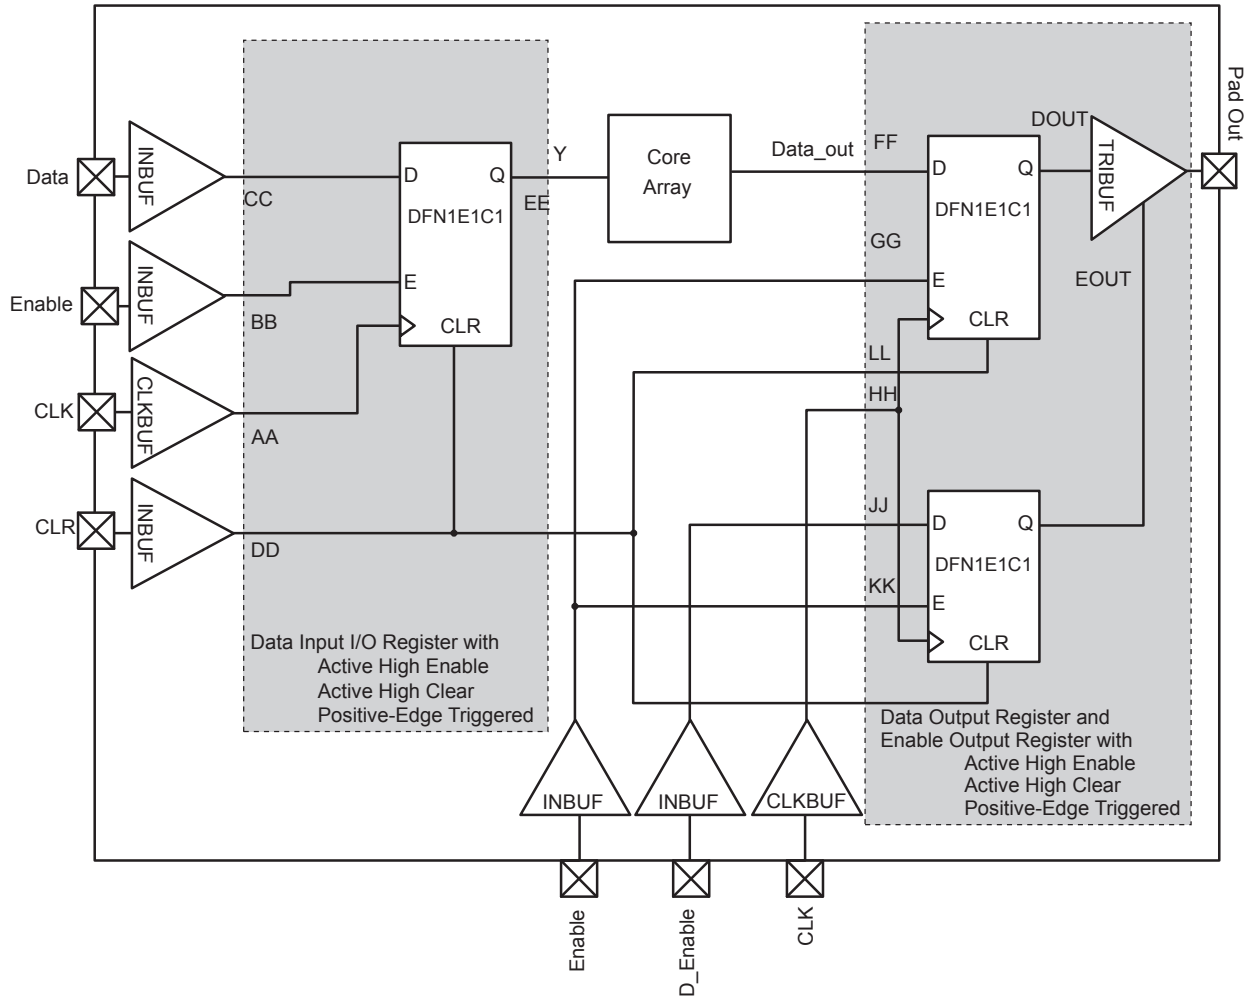 Data
INBUF
CC
Enable
INBUF
BB
CLK
CLKBUF
AA
CLR
INBUF
DD
D
Q
DFN1E1C1
E
CLR
Y
EE
Data Input I/O Register with
Active High Enable
Active High Clear
Positive-Edge Triggered
Core
Array
Data_out
FF
GG
LL
HH
JJ
KK
D
Q
DFN1E1C1
E
CLR
DOUT
TRIBUF
EOUT
Pad Out
D
Q
DFN1E1C1
E
CLR
Data Output Register and
Enable Output Register with
Active High Enable
Active High Clear
Positive-Edge Triggered
INBUF
INBUF
CLKBUF
Enable
D_Enable
CLK